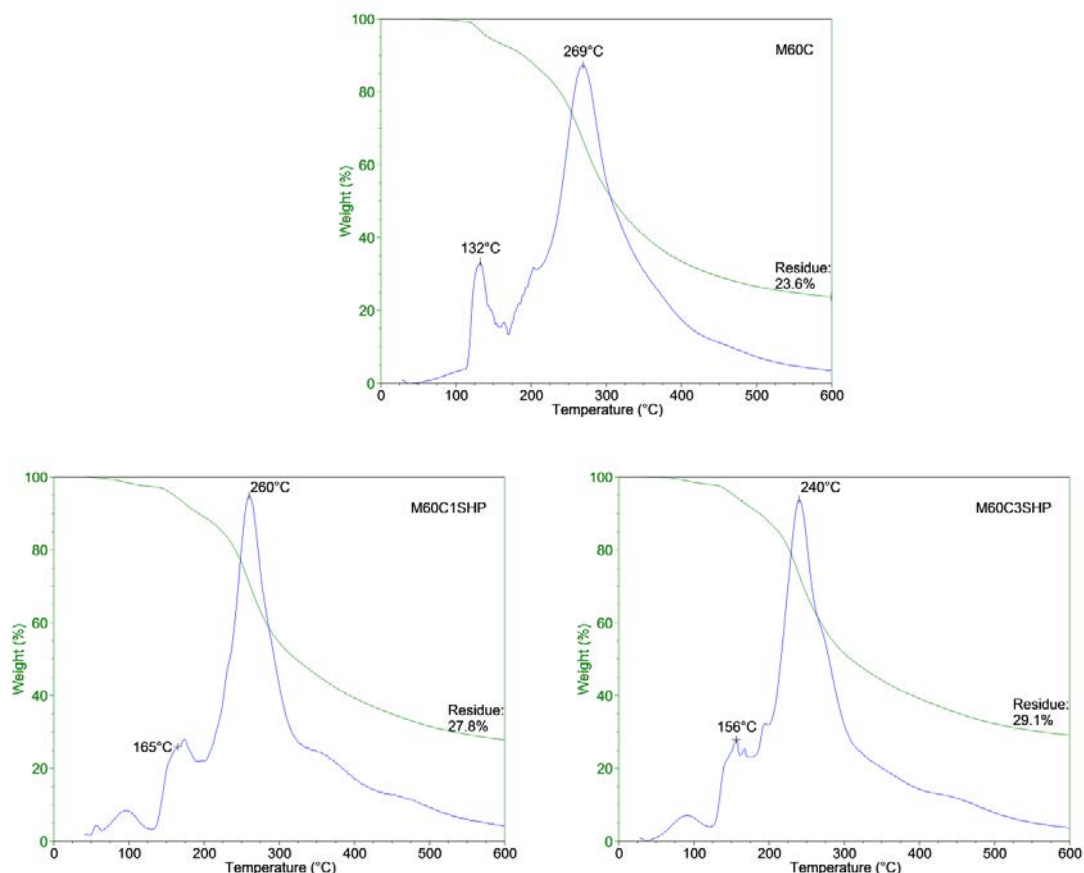 100
80
60
40
20
0
Weight (%)
269°C
M60C
132°C
Residue:
23.6%
0 100 200 300 400 500 600
Temperature (°C)
100
80
60
40
20
0
Weight (%)
260°C
M60C1SHP
165°C
Residue:
27.8%
0 100 200 300 400 500 600
Temperature (°C)
100
80
60
40
20
0
Weight (%)
240°C
M60C3SHP
156°C
Residue:
29.1%
0 100 200 300 400 500 600
Temperature (°C)